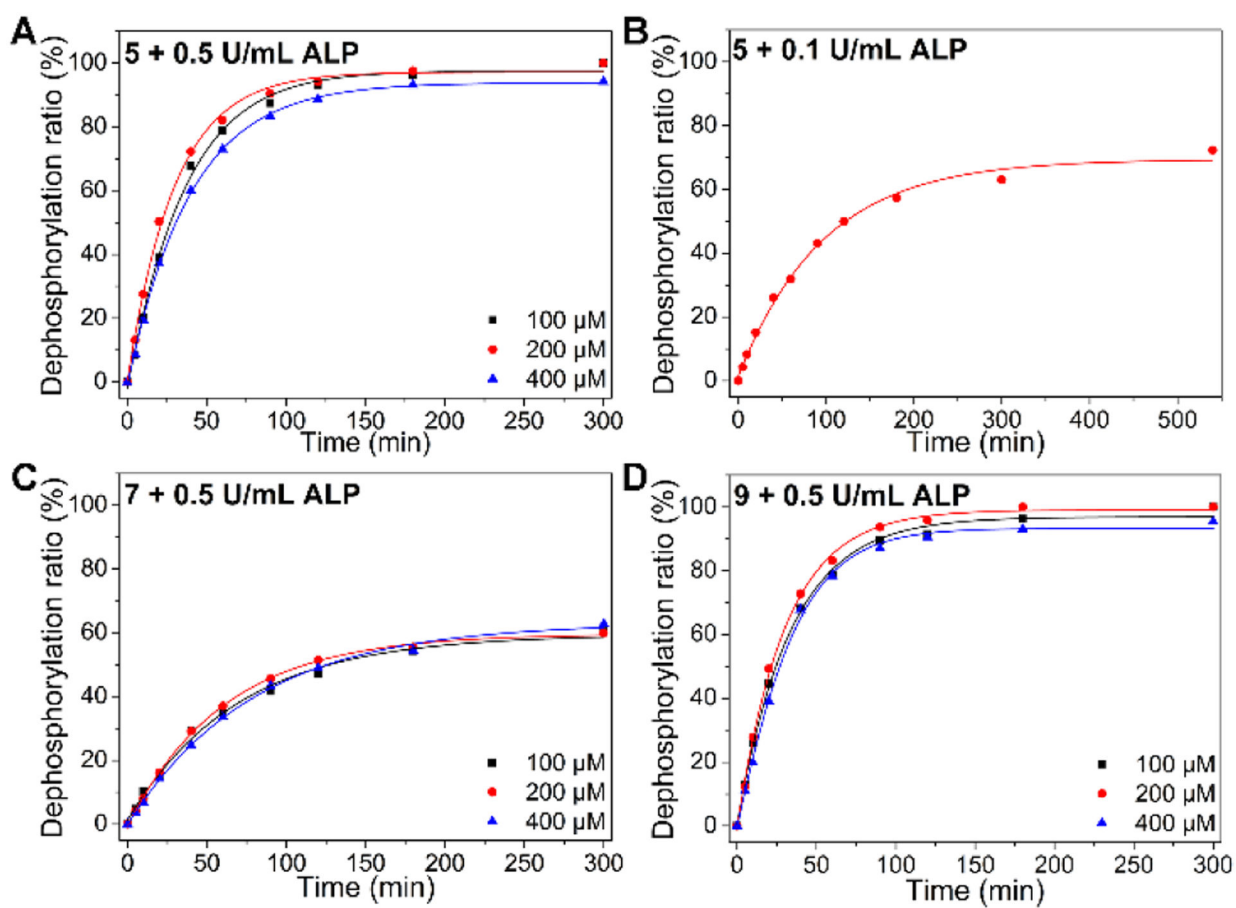 A
5 + 0.5 U/mL ALP
Dephosphorylation ratio (%)
100
80
60
40
20
0
100 μM
200 μM
400 μM
0 50 100 150 200 250 300
Time (min)
B
5 + 0.1 U/mL ALP
Dephosphorylation ratio (%)
100
80
60
40
20
0
0 100 200 300 400 500
Time (min)
C
7 + 0.5 U/mL ALP
Dephosphorylation ratio (%)
100
80
60
40
20
0
100 μM
200 μM
400 μM
0 50 100 150 200 250 300
Time (min)
D
9 + 0.5 U/mL ALP
Dephosphorylation ratio (%)
100
80
60
40
20
0
100 μM
200 μM
400 μM
0 50 100 150 200 250 300
Time (min)